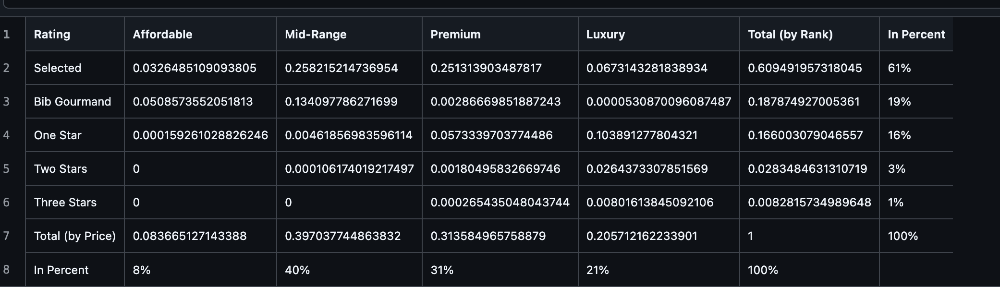 1 Rating Affordable Mid-Range Premium Luxury Total (by Rank) In Percent
2 Selected 0.0326485109093805 0.258215214736954 0.251313903487817 0.0673143281838934 0.609491957318045 61%
3 Bib Gourmand 0.0508573552051813 0.134097786271699 0.00286669851887243 0.0000530870096087487 0.187874927005361 19%
4 One Star 0.000159261028826246 0.00461856983596114 0.0573339703774486 0.103891277804321 0.166003079046557 16%
5 Two Stars 0 0.000106174019217497 0.00180495832669746 0.0264373307851569 0.0283484631310719 3%
6 Three Stars 0 0 0.000265435048043744 0.00801613845092106 0.0082815734989648 1%
7 Total (by Price) 0.083665127143388 0.397037744863832 0.313584965758879 0.205712162233901 1 100%
8 In Percent 8% 40% 31% 21% 100%